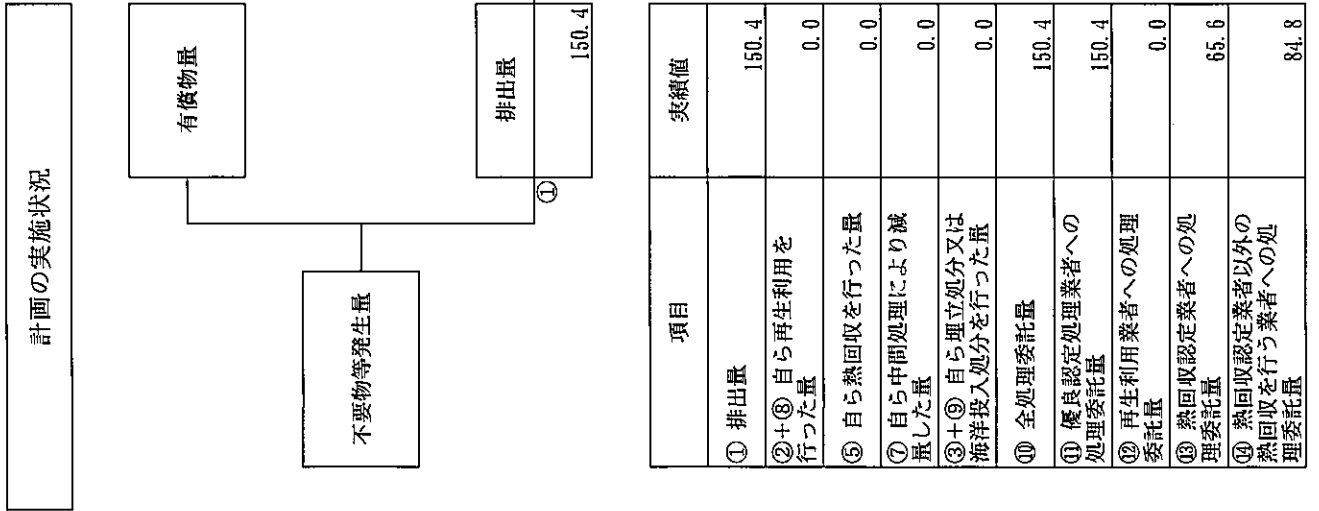 計画の実施状況
有償物量
不要物等発生量
①
排出量
150.4
項目
実績値
① 排出量
150.4
②+⑧ 自ら再生利用を
行った量
0.0
⑤ 自ら熱回収を行った量
0.0
⑦ 自ら中間処理により減
量した量
0.0
③+⑨ 自ら埋立処分又は
海洋投入処分を行った量
0.0
⑩ 全処理委託量
150.4
⑪ 優良認定処理業者への
処理委託量
150.4
⑫ 再生利用業者への処理
委託量
0.0
⑬ 熱回収認定業者への処
理委託量
65.6
⑭ 熱回収認定業者以外の
熱回収を行う業者への処
理委託量
84.8